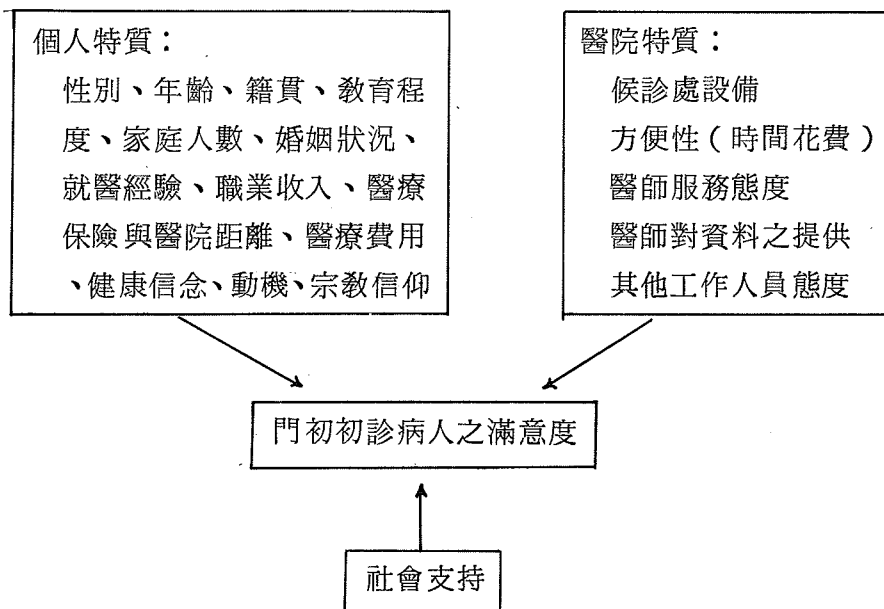 個人特質：
性別、年齡、籍貫、敎育程
度、家庭人數、婚姻狀況、
就醫經驗、職業收入、醫療
保險與醫院距離、醫療費用
、健康信念、動機、宗敎信仰
醫院特質：
候診處設備
方便性（時間花費）
醫師服務態度
醫師對資料之提供
其他工作人員態度
門初初診病人之滿意度
社會支持